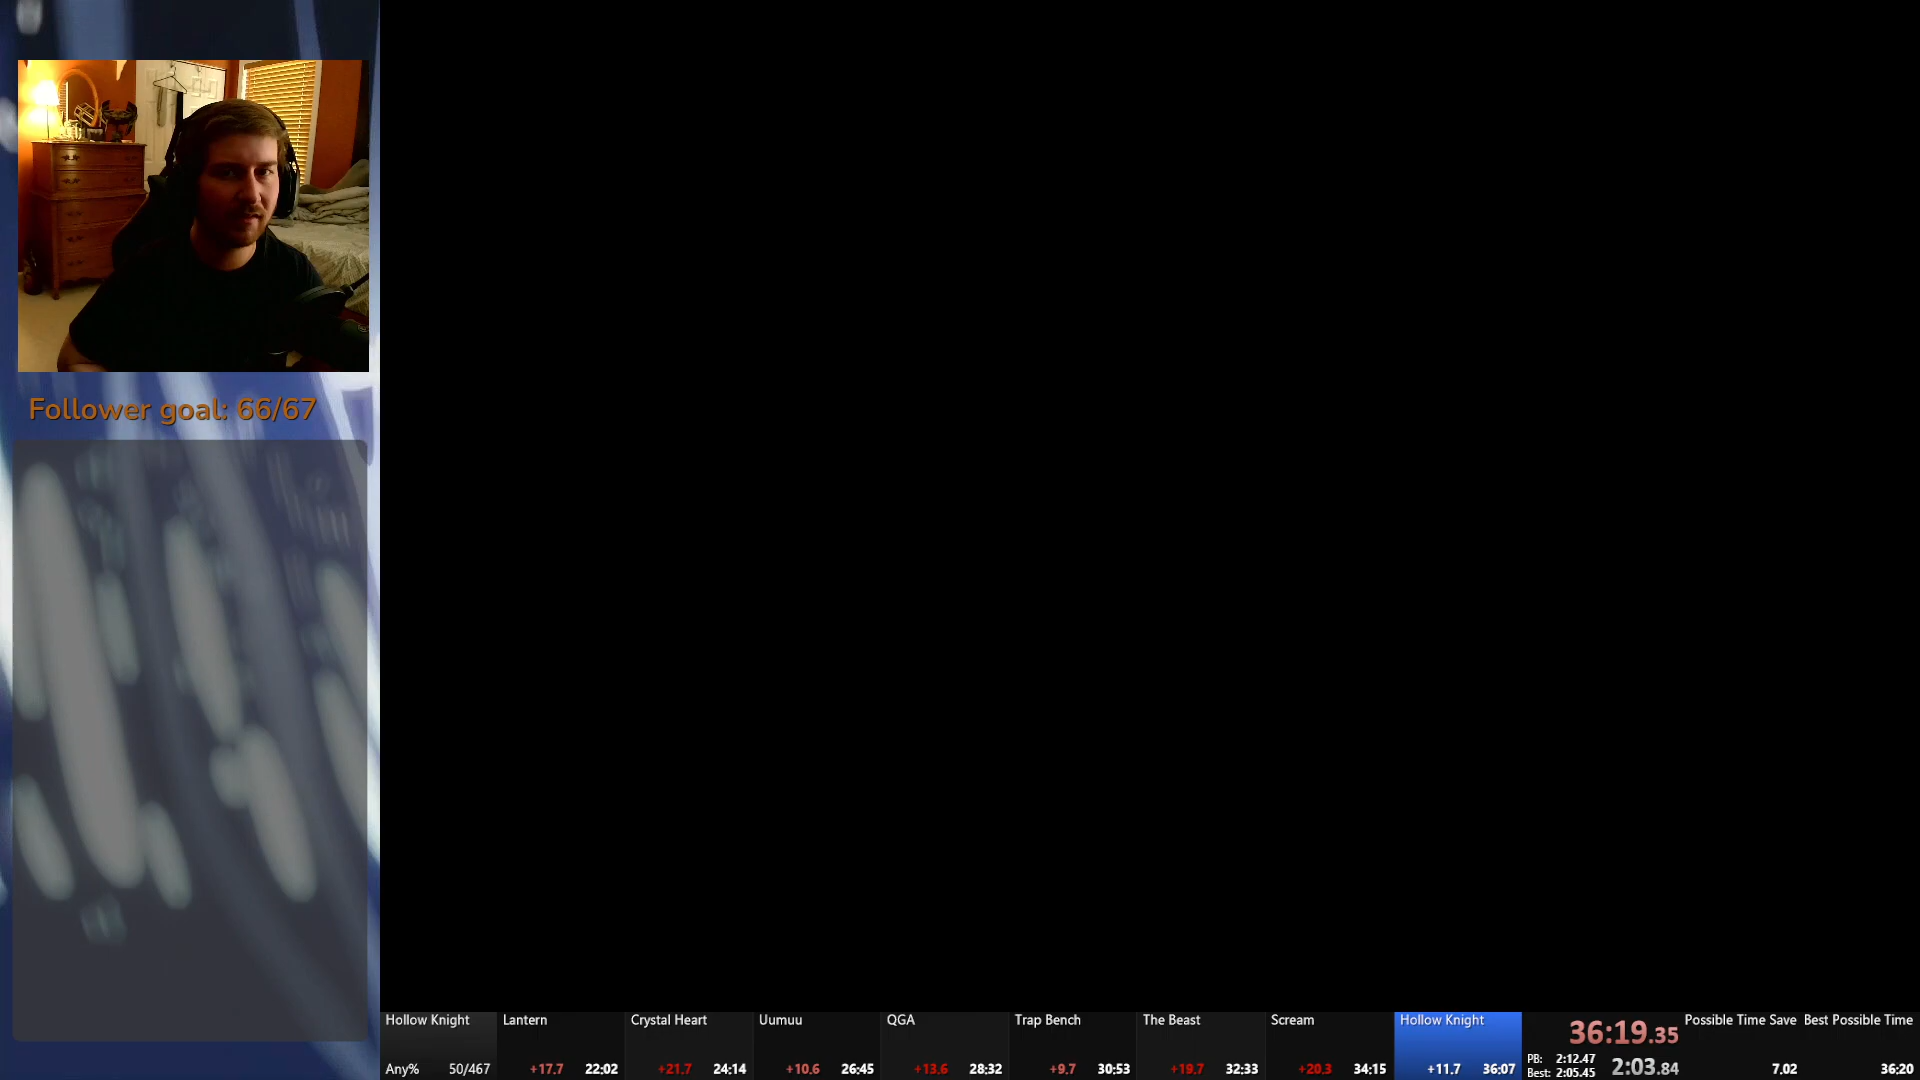 Follower goal: 66/67
Hollow Knight
Any% 50/467
Lantern
+17.7 22:02
Crystal Heart
+21.7 24:14
Uumuu
+10.6 26:45
QGA
+13.6 28:32
Trap Bench
+9.7 30:53
The Beast
+19.7 32:33
Scream
+20.3 34:15
Hollow Knight
+11.7 36:07
36:19.35
PB: 2:12.47
Best: 2:05.45
2:03.84
Possible Time Save
7.02
Best Possible Time
36:20